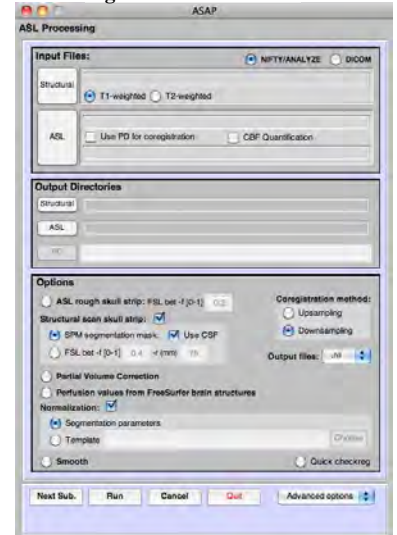 ASAP
ASL Processing
Input Files:
NIFTY/ANALYZE DICOM
Structural
T1-weighted T2-weighted
ASL
Use PD for coregistration CBF Quantification
Output Directories
Structural
ASL
Options
ASL rough skull strip: FSL bet -f [0-1]
Coregistration method:
Upsampling
Structural scan skull strip:
SPM segmentation mask Use CSF
Downsampling
FSL bet -f [0-1] 0.4 -r (mm) 75
Output files: .nii
Partial Volume Correction
Perfusion values from FreeSurfer brain structures
Normalization:
Segmentation parameters
Template Choose
Smooth Quick checkreg
Next Sub. Run Cancel Quit Advanced options